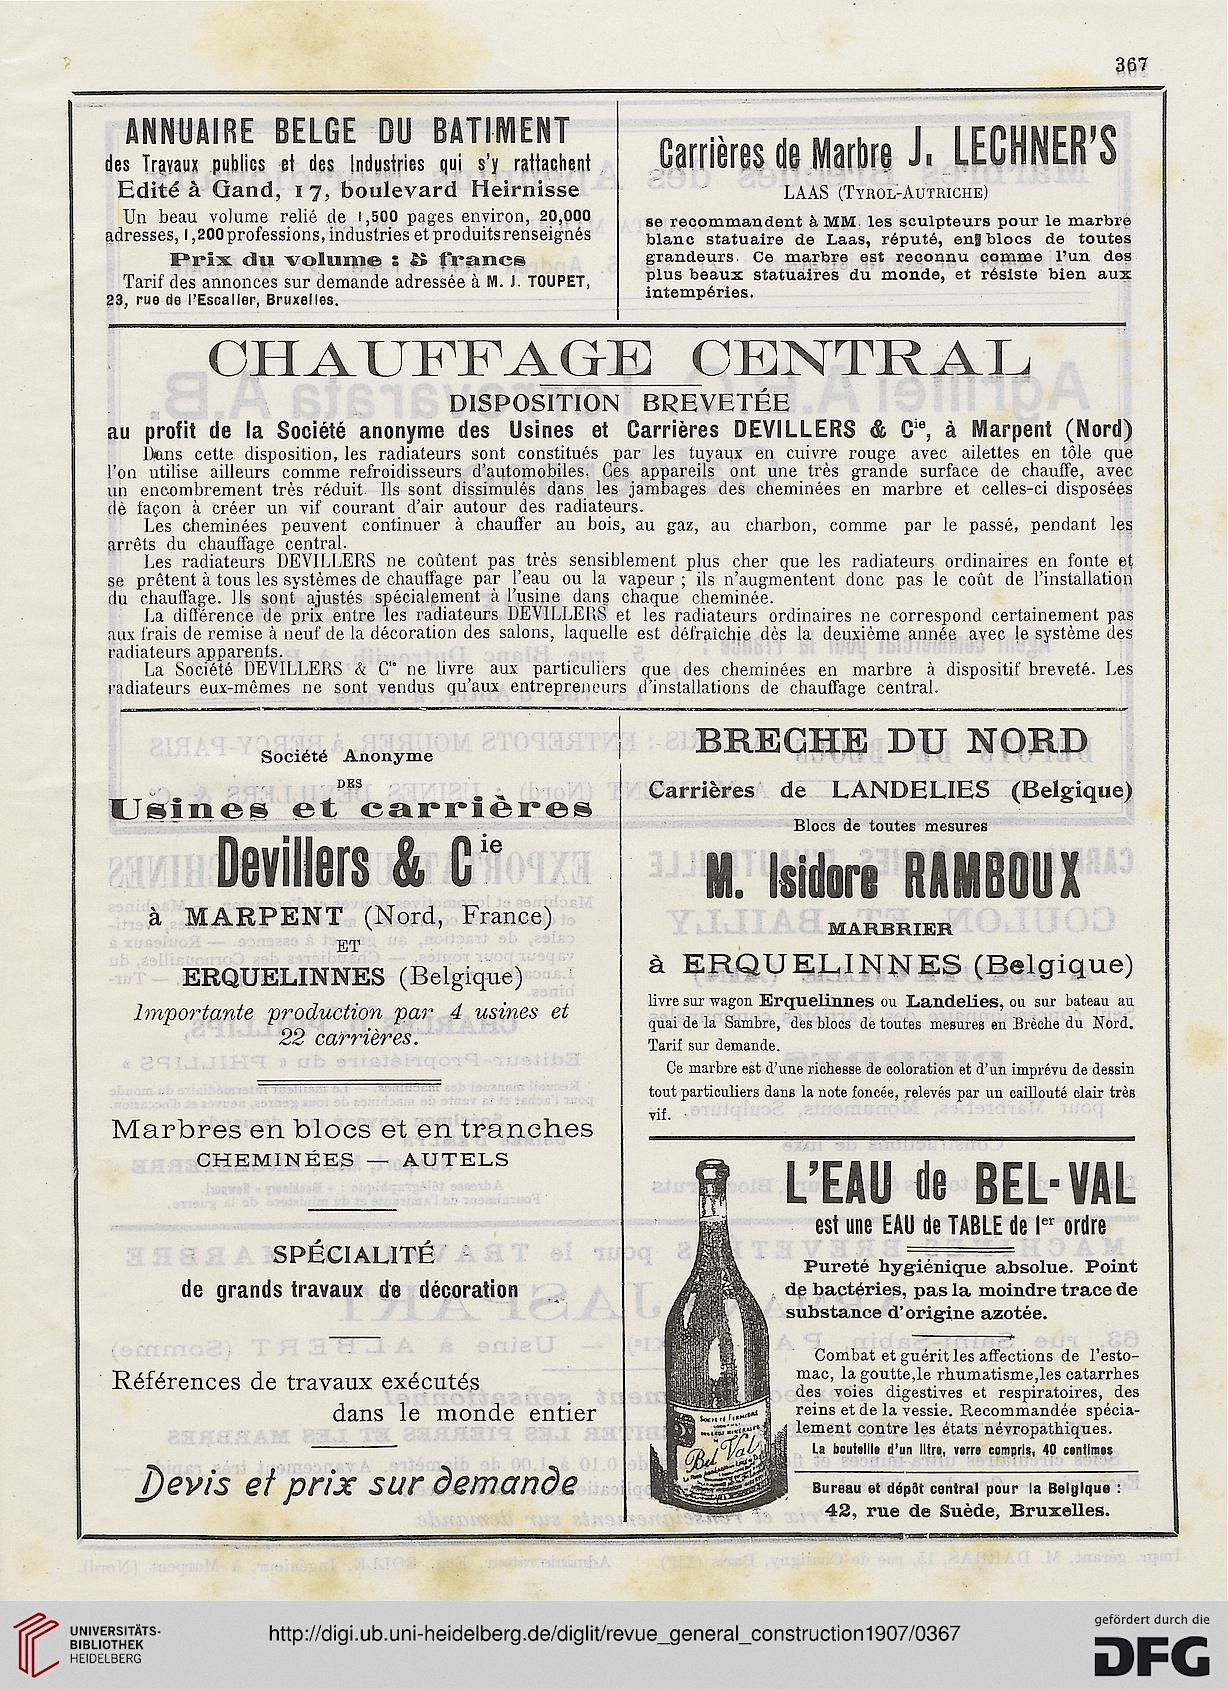 367
ANNUAIRE BELGE DU BATIMENT
des Travaux publics et des Industries qui s'y rattachent
Edité à Gand, 17, boulevard Heirnisse
Un beau volume relié de 1,500 pages environ, 20,000
adresses, 1,200 professions, industries et produits renseignés
Prix du volume : 5 francs
Tarif des annonces sur demande adressée à M. J. TOUPET,
23, rue de l'Escalier, Bruxelles.
Carrières de Marbre J. LECHNER'S
LAAS (TYROL-AUTRICHE)
se recommandent à MM. les sculpteurs pour le marbre
blanc statuaire de Laas, réputé, en blocs de toutes
grandeurs. Ce marbre est reconnu comme l'un des
plus beaux statuaires du monde, et résiste bien aux
intempéries.
CHAUFFAGE CENTRAL
DISPOSITION BREVETÉE
au profit de la Société anonyme des Usines et Carrières DEVILLERS & Cie, à Marpent (Nord)
Dans cette disposition, les radiateurs sont constitués par les tuyaux en cuivre rouge avec ailettes en tôle que
l'on utilise ailleurs comme refroidisseurs d'automobiles. Ces appareils ont une très grande surface de chauffe, avec
un encombrement très réduit. Ils sont dissimulés dans les jambages des cheminées en marbre et celles-ci disposées
de façon à créer un vif courant d'air autour des radiateurs.
Les cheminées peuvent continuer à chauffer au bois, au gaz, au charbon, comme par le passé, pendant les
arrêts du chauffage central.
Les radiateurs DEVILLERS ne coûtent pas très sensiblement plus cher que les radiateurs ordinaires en fonte et
se prêtent à tous les systèmes de chauffage par l'eau ou la vapeur ; ils n'augmentent donc pas le coût de l'installation
du chauffage. Ils sont ajustés spécialement à l'usine dans chaque cheminée.
La différence de prix entre les radiateurs DEVILLERS et les radiateurs ordinaires ne correspond certainement pas
aux frais de remise à neuf de la décoration des salons, laquelle est défraîchie dès la deuxième année avec le système des
radiateurs apparents.
La Société DEVILLERS & Cie ne livre aux particuliers que des cheminées en marbre à dispositif breveté. Les
radiateurs eux-mêmes ne sont vendus qu'aux entrepreneurs d'installations de chauffage central.
Société Anonyme
DES
Usines et carrières
Devillers & Cie
à MARPENT (Nord, France)
ET
ERQUELINNES (Belgique)
Importante production par 4 usines et
22 carrières.
Marbres en blocs et en tranches
CHEMINÉES — AUTELS
SPÉCIALITÉ
de grands travaux de décoration
Références de travaux exécutés
dans le monde entier
Devis et prix sur demande
BRECHE DU NORD
Carrières de LANDELIES (Belgique)
Blocs de toutes mesures
M. Isidore RAMBOUX
MARBRIER
à ERQUELINNES (Belgique)
livre sur wagon Erquelinnes ou Landelies, ou sur bateau au
quai de la Sambre, des blocs de toutes mesures en Brèche du Nord.
Tarif sur demande.
Ce marbre est d'une richesse de coloration et d'un imprévu de dessin
tout particuliers dans la note foncée, relevés par un caillouté clair très
vif.
L'EAU de BEL-VAL
est une EAU de TABLE de 1er ordre
Pureté hygiénique absolue. Point
de bactéries, pas la moindre trace de
substance d'origine azotée.
Combat et guérit les affections de l'esto-
mac, la goutte, le rhumatisme, les catarrhes
des voies digestives et respiratoires, des
reins et de la vessie. Recommandée spécia-
lement contre les états névropathiques.
La bouteille d'un litre, verre compris, 40 centimes
Bureau et dépôt central pour la Belgique :
42, rue de Suède, Bruxelles.
SOCIÉTÉ FERMIÈRE
Bel Val
UNIVERSITÄTS-
BIBLIOTHEK
HEIDELBERG
http://digi.ub.uni-heidelberg.de/diglit/revue_general_construction1907/0367
gefördert durch die
DFG